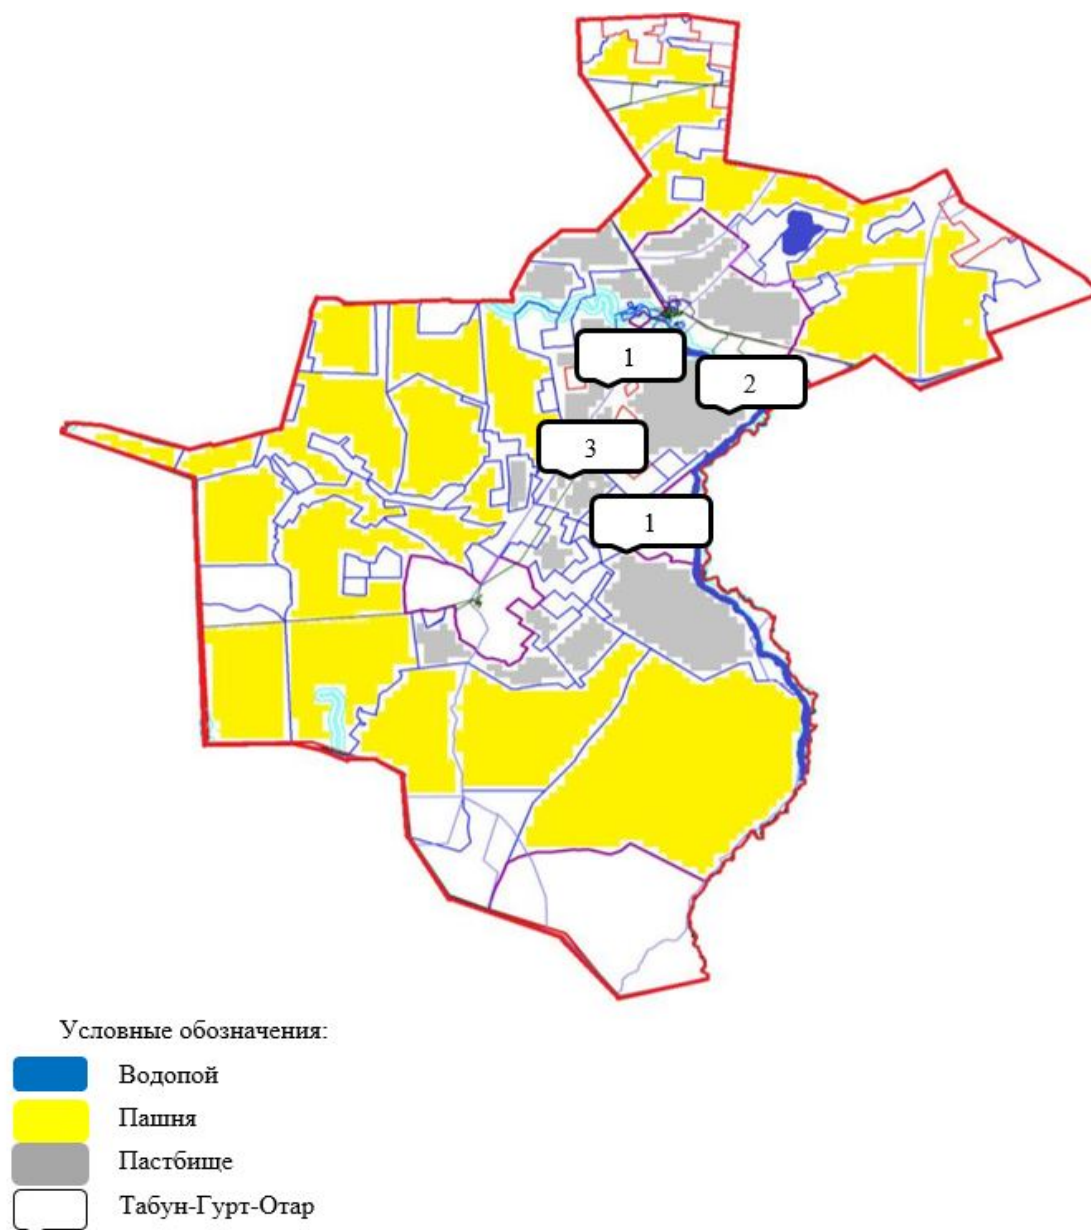 1
2
3
1
Условные обозначения:
Водопой
Пашня
Пастбище
Табун-Гурт-Отар